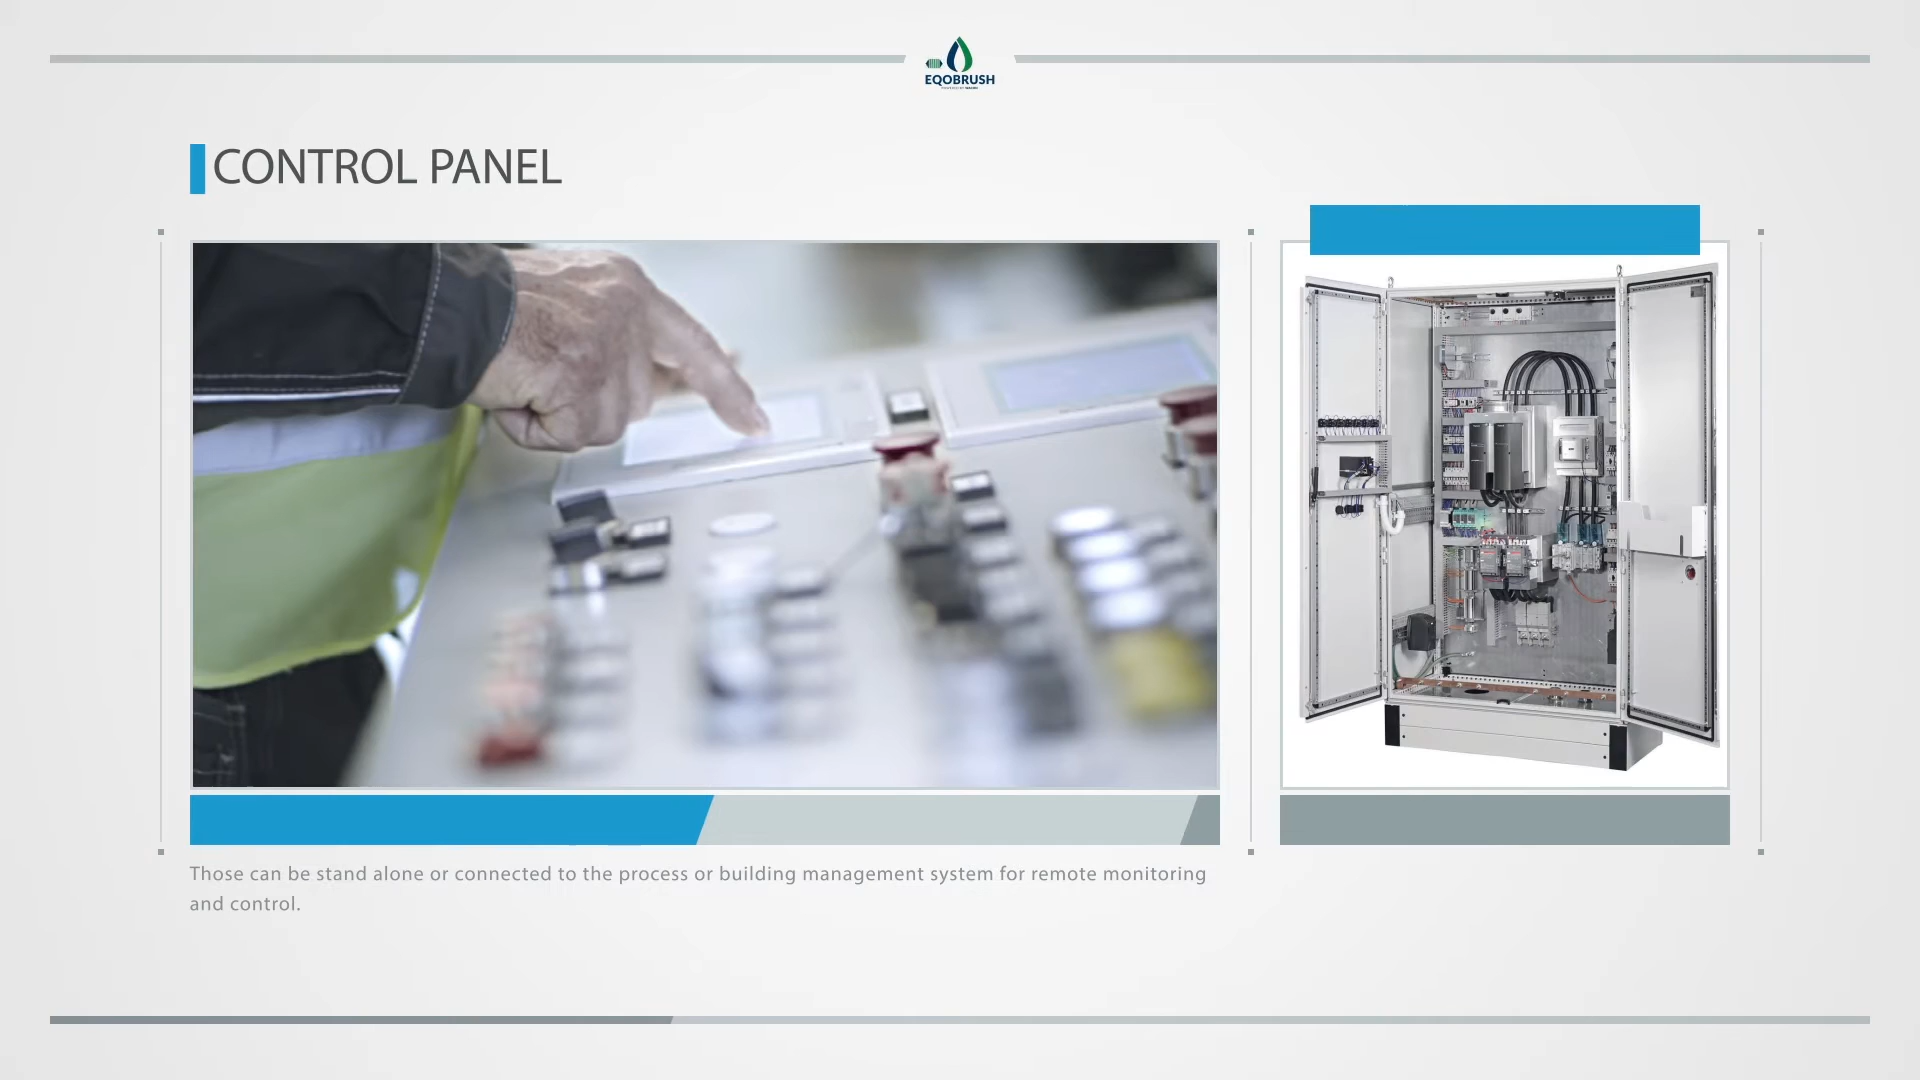 EQOBRUSH
CONTROL PANEL
Those can be stand alone or connected to the process or building management system for remote monitoring
and control.